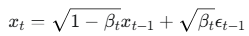 $x_t = \sqrt{1 - \beta_t} x_{t-1} + \sqrt{\beta_t} \epsilon_{t-1}$